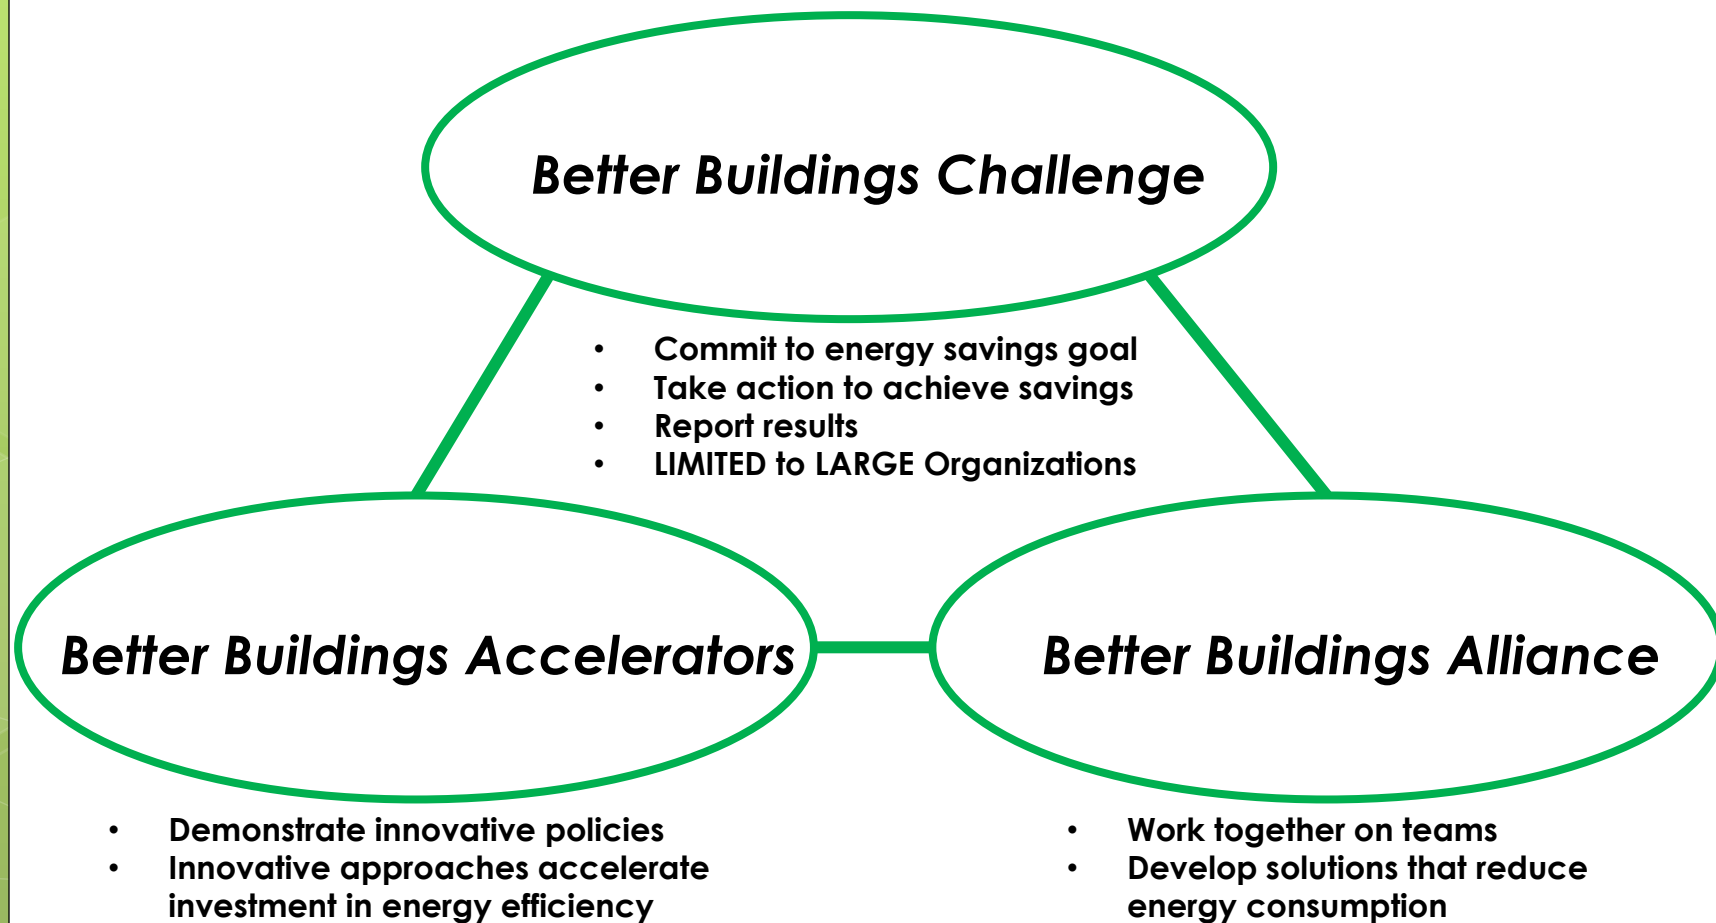 Better Buildings Challenge
• Commit to energy savings goal
• Take action to achieve savings
• Report results
• LIMITED to LARGE Organizations
Better Buildings Accelerators
• Demonstrate innovative policies
• Innovative approaches accelerate
investment in energy efficiency
Better Buildings Alliance
• Work together on teams
• Develop solutions that reduce
energy consumption